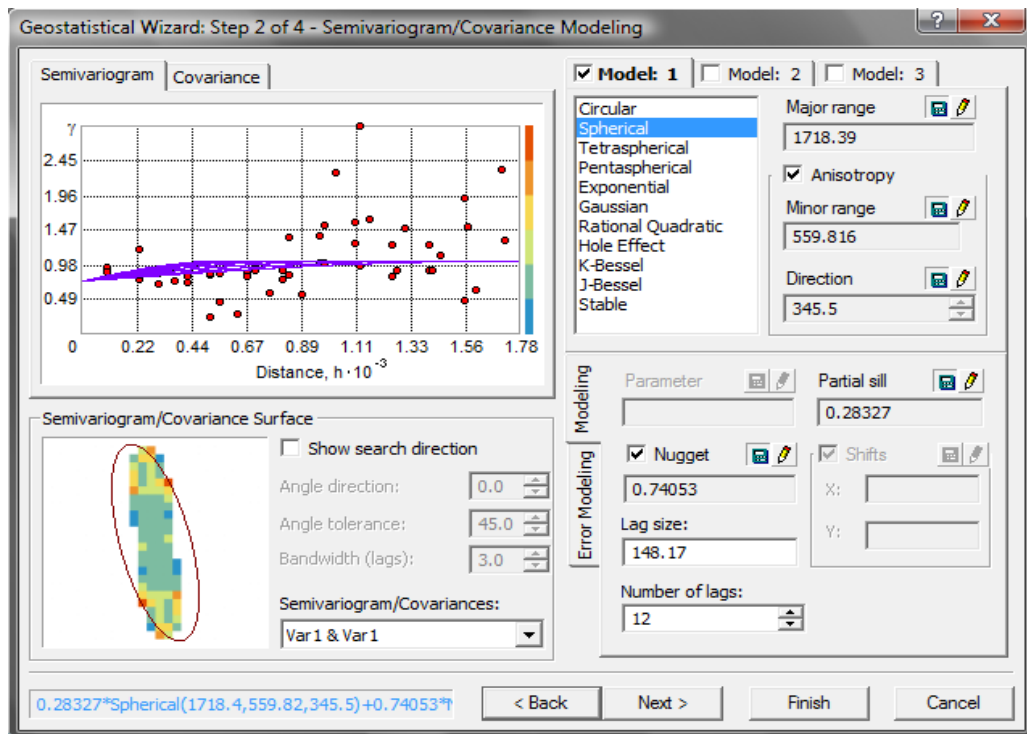 Geostatistical Wizard: Step 2 of 4 - Semivariogram/Covariance Modeling
Semivariogram Covariance
γ
2.45
1.96
1.47
0.98
0.49
0 0.22 0.44 0.67 0.89 1.11 1.33 1.56 1.78
Distance, h·10⁻³
Semivariogram/Covariance Surface
Show search direction
Angle direction: 0.0
Angle tolerance: 45.0
Bandwidth (lags): 3.0
Semivariogram/Covariances:
Var1 & Var1
Model: 1 Model: 2 Model: 3
Circular
Spherical
Tetraspherical
Pentaspherical
Exponential
Gaussian
Rational Quadratic
Hole Effect
K-Bessel
J-Bessel
Stable
Major range
1718.39
Anisotropy
Minor range
559.816
Direction
345.5
Modeling
Error Modeling
Parameter
Partial sill
0.28327
Nugget
0.74053
Shifts
X:
Y:
Lag size:
148.17
Number of lags:
12
0.28327*Spherical(1718.4,559.82,345.5)+0.74053*
< Back Next > Finish Cancel